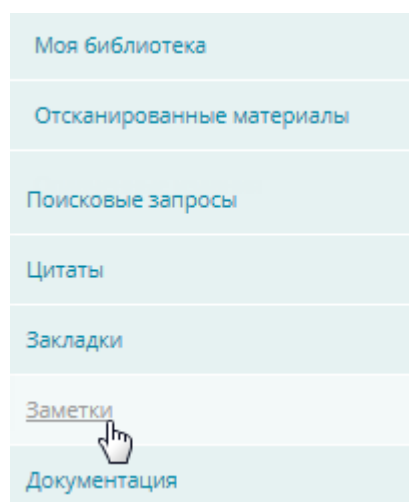 Моя библиотека
Отсканированные материалы
Поисковые запросы
Цитаты
Закладки
Заметки
Документация